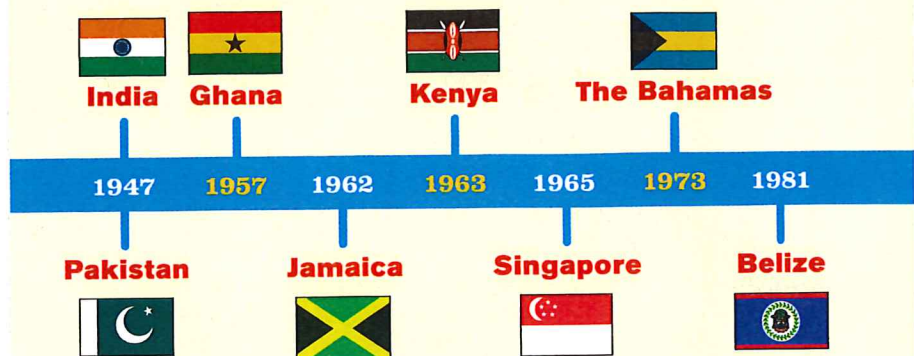 India Ghana Kenya The Bahamas
1947 1957 1962 1963 1965 1973 1981
Pakistan Jamaica Singapore Belize